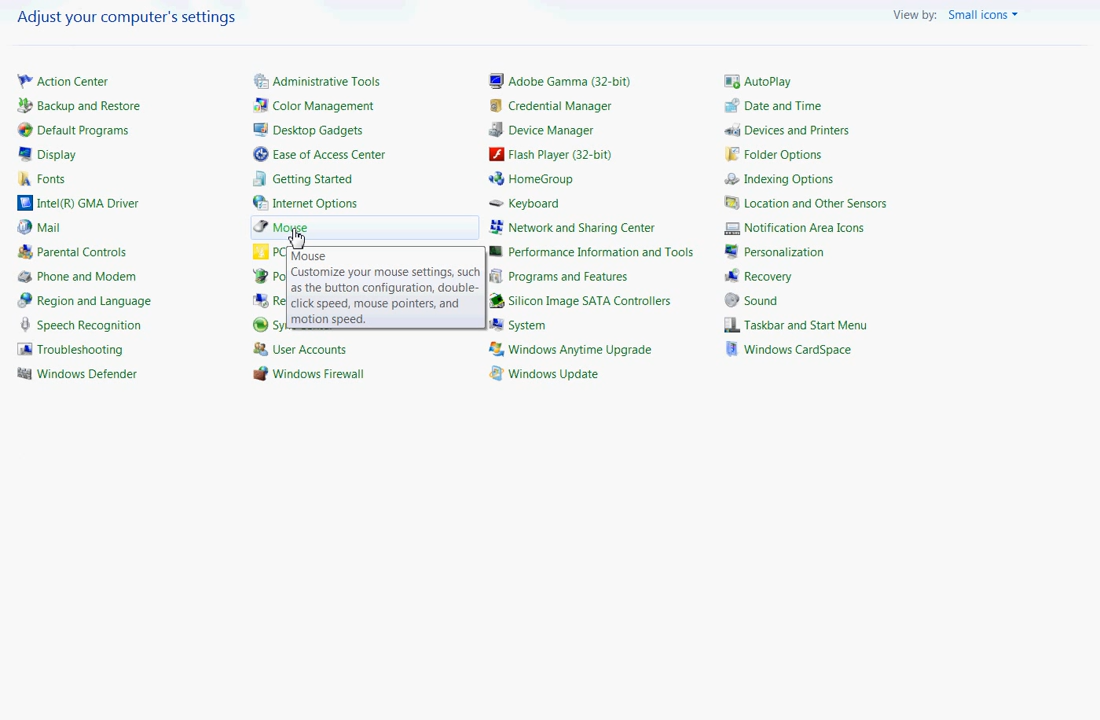 Adjust your computer's settings
View by: Small icons
Action Center
Administrative Tools
Adobe Gamma (32-bit)
AutoPlay
Backup and Restore
Color Management
Credential Manager
Date and Time
Default Programs
Desktop Gadgets
Device Manager
Devices and Printers
Display
Ease of Access Center
Flash Player (32-bit)
Folder Options
Fonts
Getting Started
HomeGroup
Indexing Options
Intel(R) GMA Driver
Internet Options
Keyboard
Location and Other Sensors
Mail
Mouse
Network and Sharing Center
Notification Area Icons
Parental Controls
Performance Information and Tools
Personalization
Mouse
Customize your mouse settings, such
as the button configuration, double-
click speed, mouse pointers, and
motion speed.
Phone and Modem
Programs and Features
Recovery
Region and Language
Silicon Image SATA Controllers
Sound
Speech Recognition
System
Taskbar and Start Menu
Troubleshooting
User Accounts
Windows Anytime Upgrade
Windows CardSpace
Windows Defender
Windows Firewall
Windows Update